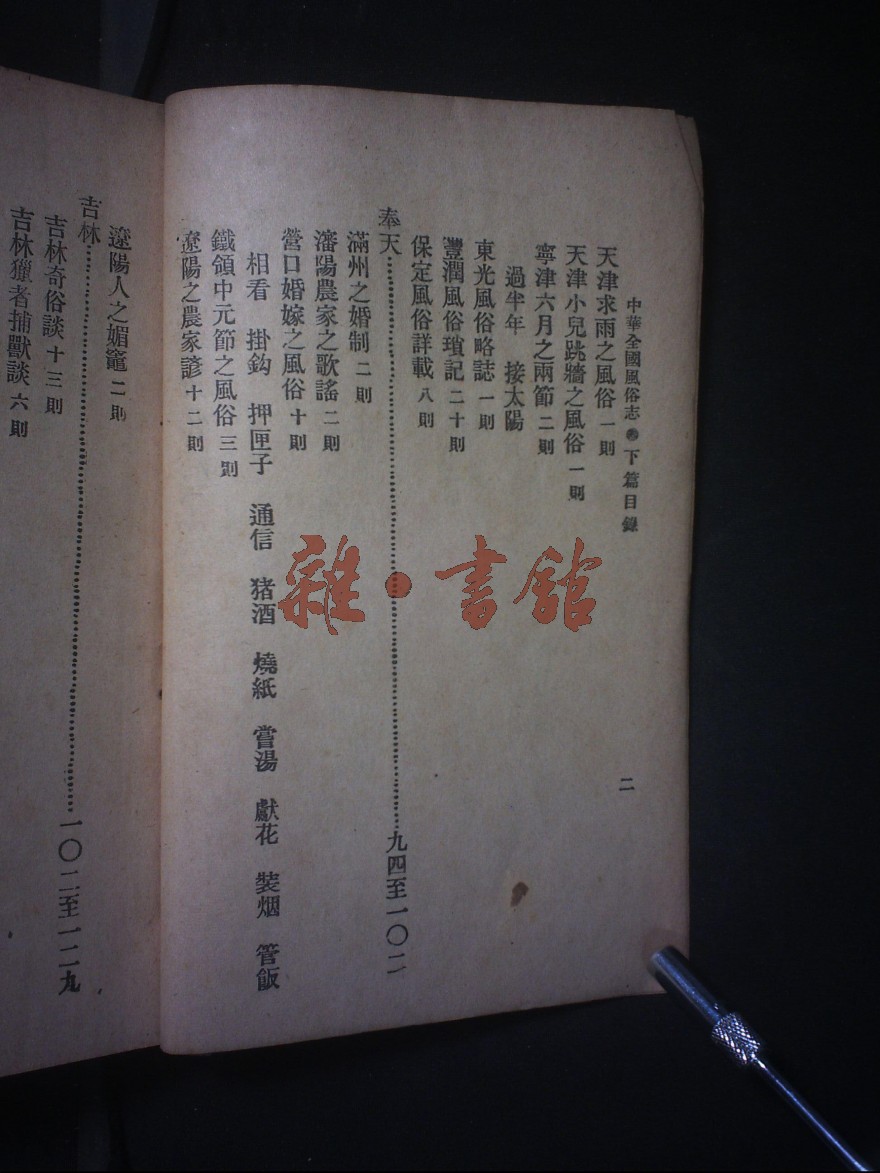 中華全國風俗志 下篇目錄
二
天津求雨之風俗 一則
天津小兒跳牆之風俗 一則
寧津六月之兩節 二則
過半年 接太陽
東光風俗略誌 一則
豐潤風俗瑣記 二十則
保定風俗詳載 八則
奉天……九四至一〇二
滿州之婚制 二則
瀋陽農家之歌謠 二則
營口婚嫁之風俗 十則
相看 掛鈎 押匣子 通信 猪酒 燒紙 嘗湯 獻花 裝烟 管飯
鐵領中元節之風俗 三則
遼陽之農家諺 十二則
遼陽人之媚竈 二則
吉林……一〇二至一二九
吉林奇俗談 十三則
吉林獵者捕獸談 六則
雜·書館